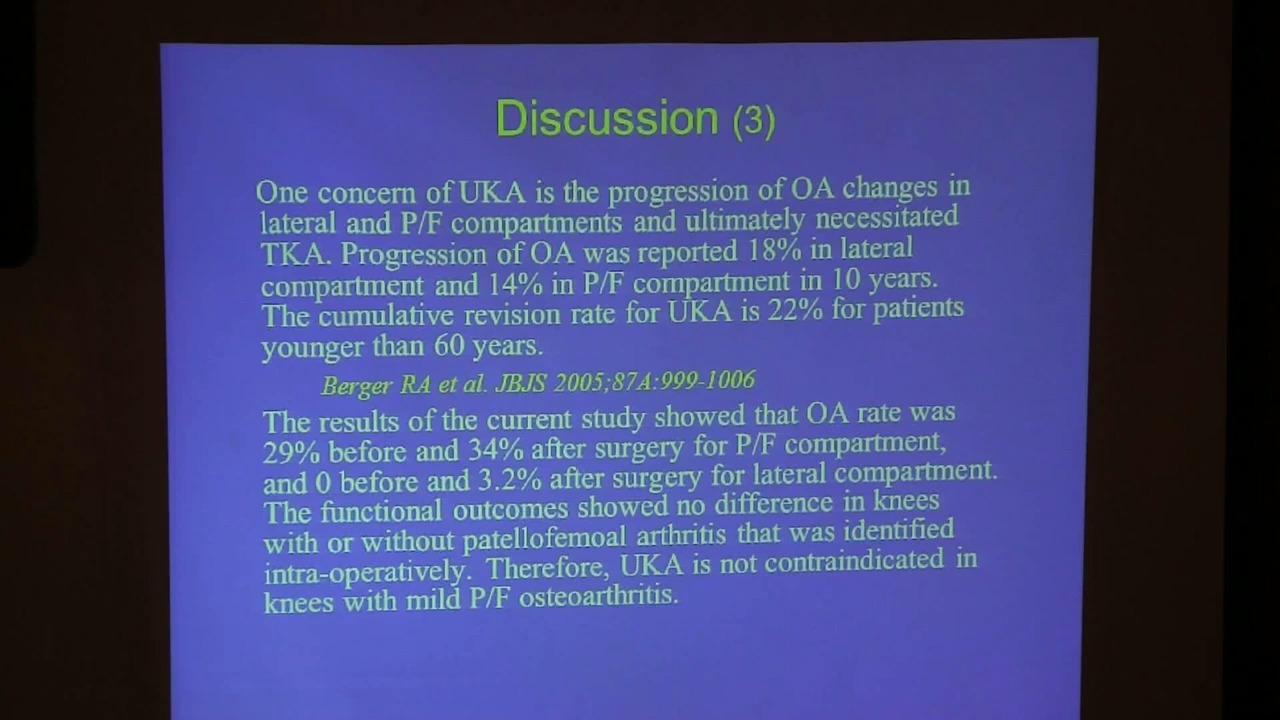 Discussion (3)
One concern of UKA is the progression of OA changes in
lateral and P/F compartments and ultimately necessitated
TKA. Progression of OA was reported 18% in lateral
compartment and 14% in P/F compartment in 10 years.
The cumulative revision rate for UKA is 22% for patients
younger than 60 years.
Berger RA et al. JBJS 2005;87A:999-1006
The results of the current study showed that OA rate was
29% before and 34% after surgery for P/F compartment,
and 0 before and 3.2% after surgery for lateral compartment.
The functional outcomes showed no difference in knees
with or without patellofemoal arthritis that was identified
intra-operatively. Therefore, UKA is not contraindicated in
knees with mild P/F osteoarthritis.